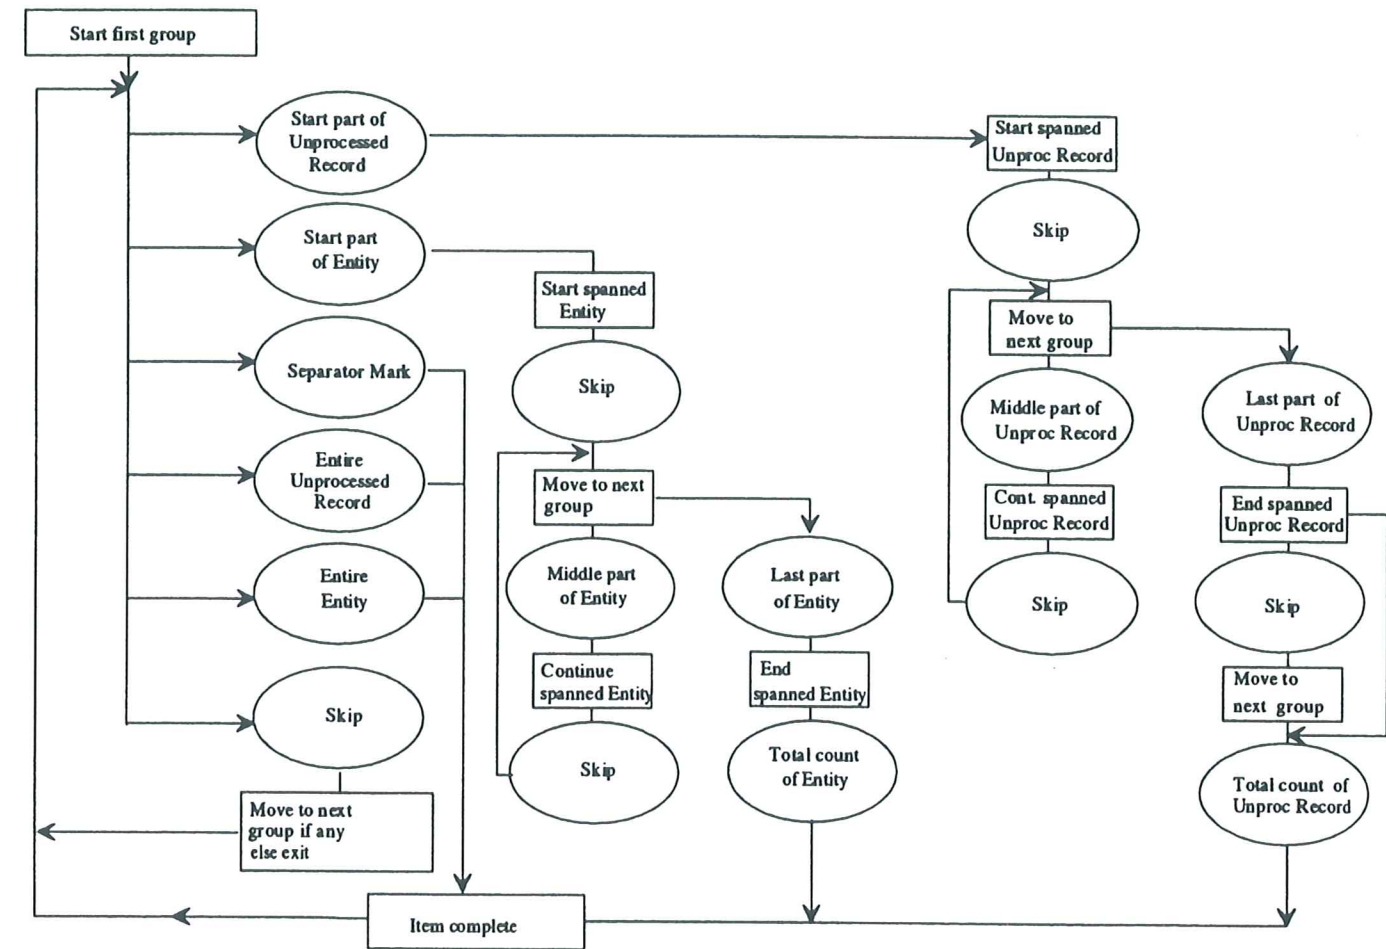 Start first group
Start part of
Unprocessed
Record
Start part
of Entity
Separator Mark
Entire
Unprocessed
Record
Entire
Entity
Skip
Move to next
group if any
else exit
Item complete
Start spanned
Entity
Skip
Move to next
group
Middle part
of Entity
Continue
spanned Entity
Skip
Last part
of Entity
End
spanned Entity
Total count
of Entity
Start spanned
Unproc Record
Skip
Move to
next group
Middle part of
Unproc Record
Cont. spanned
Unproc Record
Skip
Last part of
Unproc Record
End spanned
Unproc Record
Skip
Move to
next group
Total count of
Unproc Record